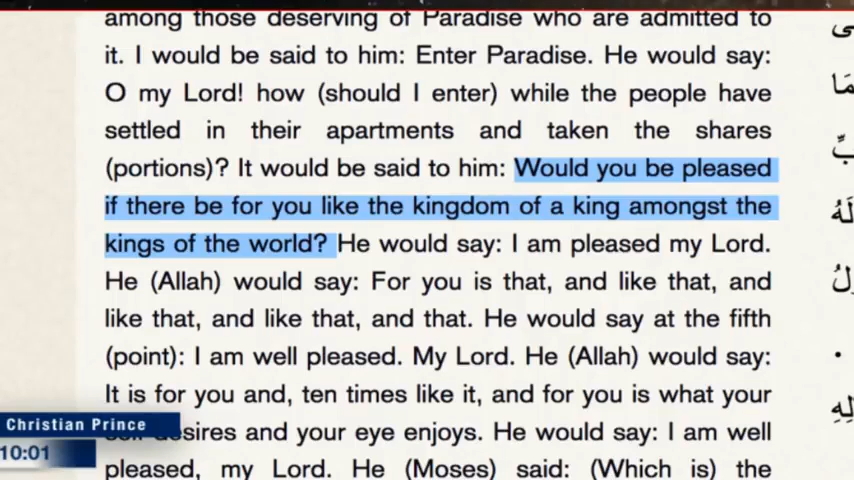 among those deserving of Paradise who are admitted to
it. I would be said to him: Enter Paradise. He would say:
O my Lord! how (should I enter) while the people have
settled in their apartments and taken the shares
(portions)? It would be said to him: Would you be pleased
if there be for you like the kingdom of a king amongst the
kings of the world? He would say: I am pleased my Lord.
He (Allah) would say: For you is that, and like that, and
like that, and like that, and that. He would say at the fifth
(point): I am well pleased. My Lord. He (Allah) would say:
It is for you and, ten times like it, and for you is what your
desires and your eye enjoys. He would say: I am well
pleased, my Lord. He (Moses) said: (Which is) the
Christian Prince
10:01